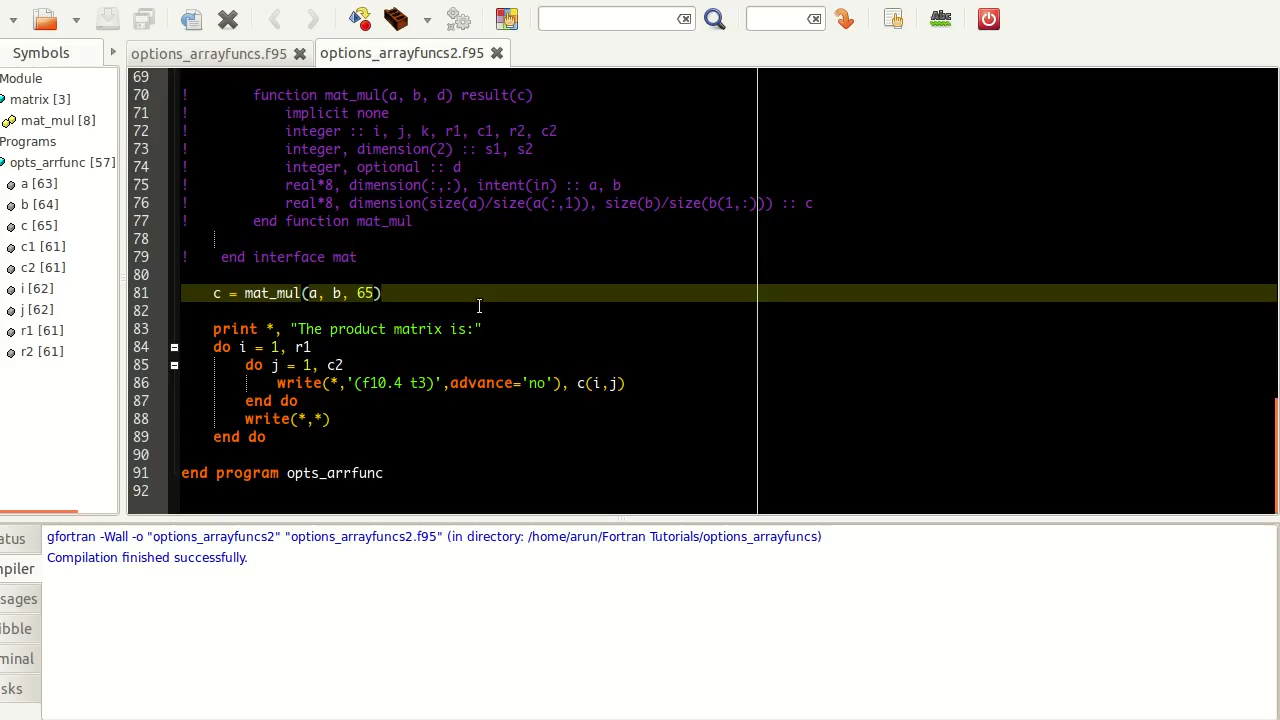 Abc
Symbols
options_arrayfuncs.f95
options_arrayfuncs2.f95
Module
matrix [3]
mat_mul [8]
Programs
opts_arrfunc [57]
a [63]
b [64]
c [65]
c1 [61]
c2 [61]
i [62]
j [62]
r1 [61]
r2 [61]
69
70 ! function mat_mul(a, b, d) result(c)
71 ! implicit none
72 ! integer :: i, j, k, r1, c1, r2, c2
73 ! integer, dimension(2) :: s1, s2
74 ! integer, optional :: d
75 ! real*8, dimension(:,:), intent(in) :: a, b
76 ! real*8, dimension(size(a)/size(a(:,1)), size(b)/size(b(1,:))) :: c
77 ! end function mat_mul
78
79 ! end interface mat
80
81 c = mat_mul(a, b, 65)
82
83 print *, "The product matrix is:"
84 do i = 1, r1
85 do j = 1, c2
86 write(*,'(f10.4 t3)',advance='no'), c(i,j)
87 end do
88 write(*,*)
89 end do
90
91 end program opts_arrfunc
92
atus
mpiler
sages
ibble
minal
sks
gfortran -Wall -o "options_arrayfuncs2" "options_arrayfuncs2.f95" (in directory: /home/arun/Fortran Tutorials/options_arrayfuncs)
Compilation finished successfully.